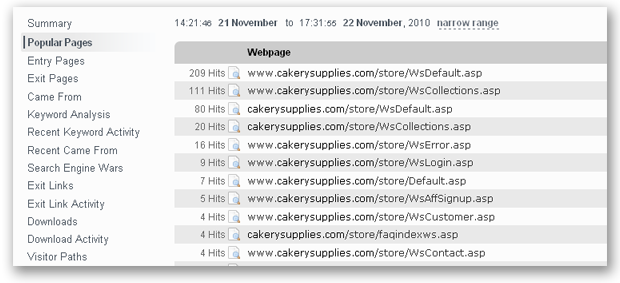 Summary
Popular Pages
Entry Pages
Exit Pages
Came From
Keyword Analysis
Recent Keyword Activity
Recent Came From
Search Engine Wars
Exit Links
Exit Link Activity
Downloads
Download Activity
Visitor Paths
14:21:46 21 November to 17:31:55 22 November, 2010 narrow range
Webpage
209 Hits www.cakerysupplies.com/store/WsDefault.asp
111 Hits www.cakerysupplies.com/store/WsCollections.asp
80 Hits cakerysupplies.com/store/WsDefault.asp
20 Hits cakerysupplies.com/store/WsCollections.asp
16 Hits www.cakerysupplies.com/store/WsError.asp
9 Hits www.cakerysupplies.com/store/WsLogin.asp
7 Hits www.cakerysupplies.com/store/Default.asp
5 Hits www.cakerysupplies.com/store/WsAffSignup.asp
4 Hits www.cakerysupplies.com/store/WsCustomer.asp
4 Hits cakerysupplies.com/store/faqindexws.asp
4 Hits www.cakerysupplies.com/store/WsContact.asp